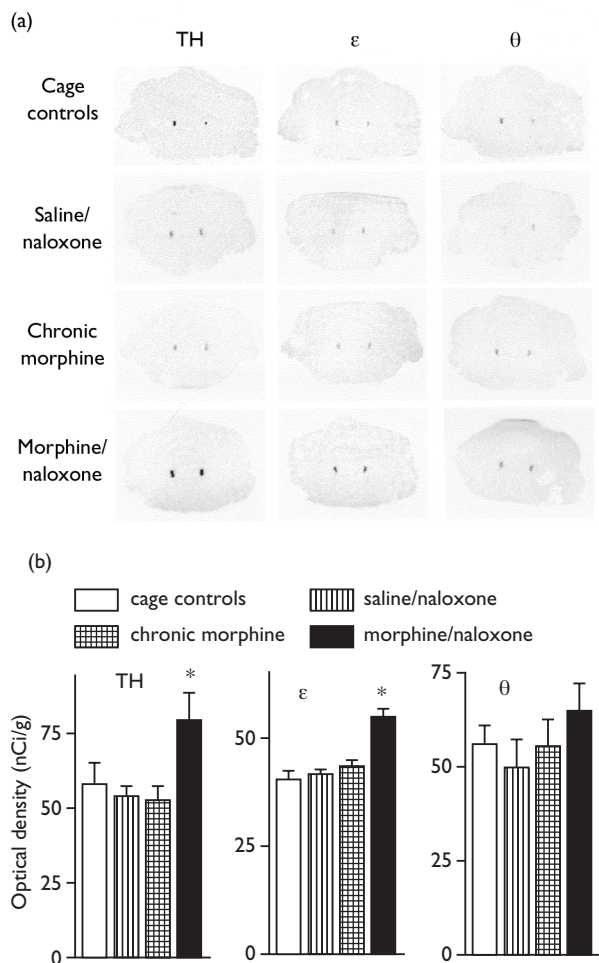 (a)
TH ε θ
Cage
controls
Saline/
naloxone
Chronic
morphine
Morphine/
naloxone
(b)
cage controls saline/naloxone
chronic morphine morphine/naloxone
Optical density (nCi/g)
TH
*
75
50
25
0
ε
*
50
25
0
θ
75
50
25
0